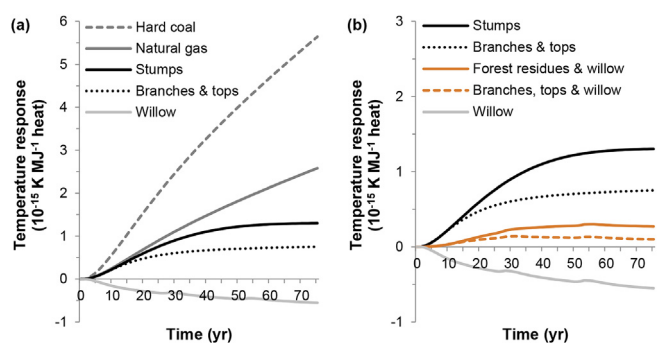 (a)
Temperature response
(10⁻¹⁵ K MJ⁻¹ heat)
6
5
4
3
2
1
0
-1
Hard coal
Natural gas
Stumps
Branches & tops
Willow
0 10 20 30 40 50 60 70
Time (yr)
(b)
Temperature response
(10⁻¹⁵ K MJ⁻¹ heat)
3
2
1
0
-1
Stumps
Branches & tops
Forest residues & willow
Branches, tops & willow
Willow
0 10 20 30 40 50 60 70
Time (yr)